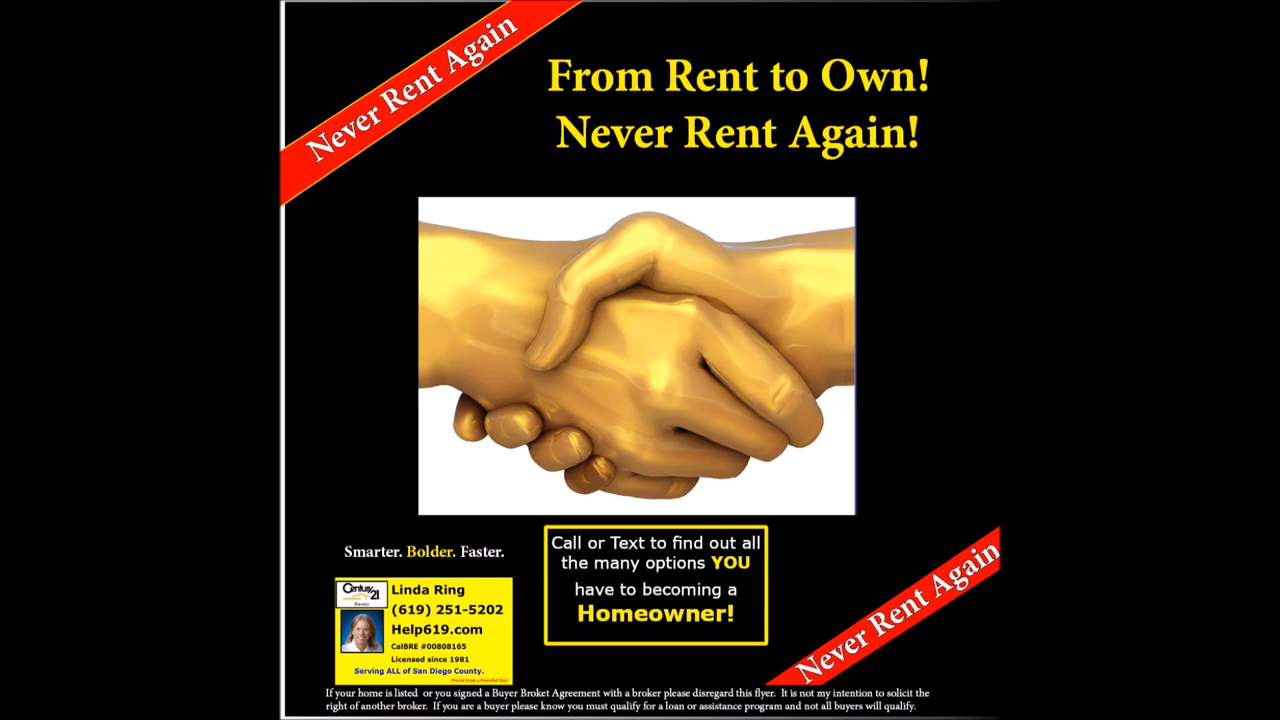 Never Rent Again
From Rent to Own!
Never Rent Again!
Smarter. Bolder. Faster.
Century 21
Award
Linda Ring
(619) 251-5202
Help619.com
CalBRE #00808165
Licensed since 1981
Serving ALL of San Diego County.
Please Have a Peaceful Day!
Call or Text to find out all
the many options YOU
have to becoming a
Homeowner!
Never Rent Again
If your home is listed or you signed a Buyer Broket Agreement with a broker please disregard this flyer. It is not my intention to solicit the
right of another broker. If you are a buyer please know you must qualify for a loan or assistance program and not all buyers will qualify.